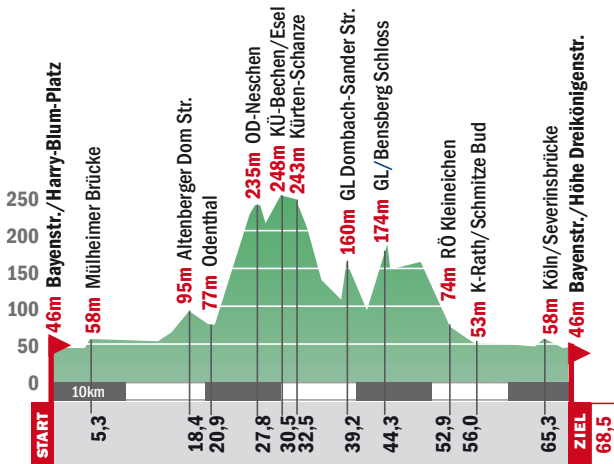 46m Bayenstr./Harry-Blum-Platz
58m Mülheimer Brücke
95m Altenberger Dom Str.
77m Odenthal
235m OD-Neschen
248m KÜ-Bechen/Esel
243m Kürten-Schanze
160m GL Dombach-Sander Str.
174m GL/Bensberg Schloss
74m RÖ Kleineichen
53m K-Rath/Schmitze Bud
58m Köln/Severinsbrücke
46m Bayenstr./Höhe Dreikönigenstr.
250
200
150
100
50
0
10km
START
5,3
18,4
20,9
27,8
30,5
32,5
39,2
44,3
52,9
56,0
65,3
ZIEL
68,5